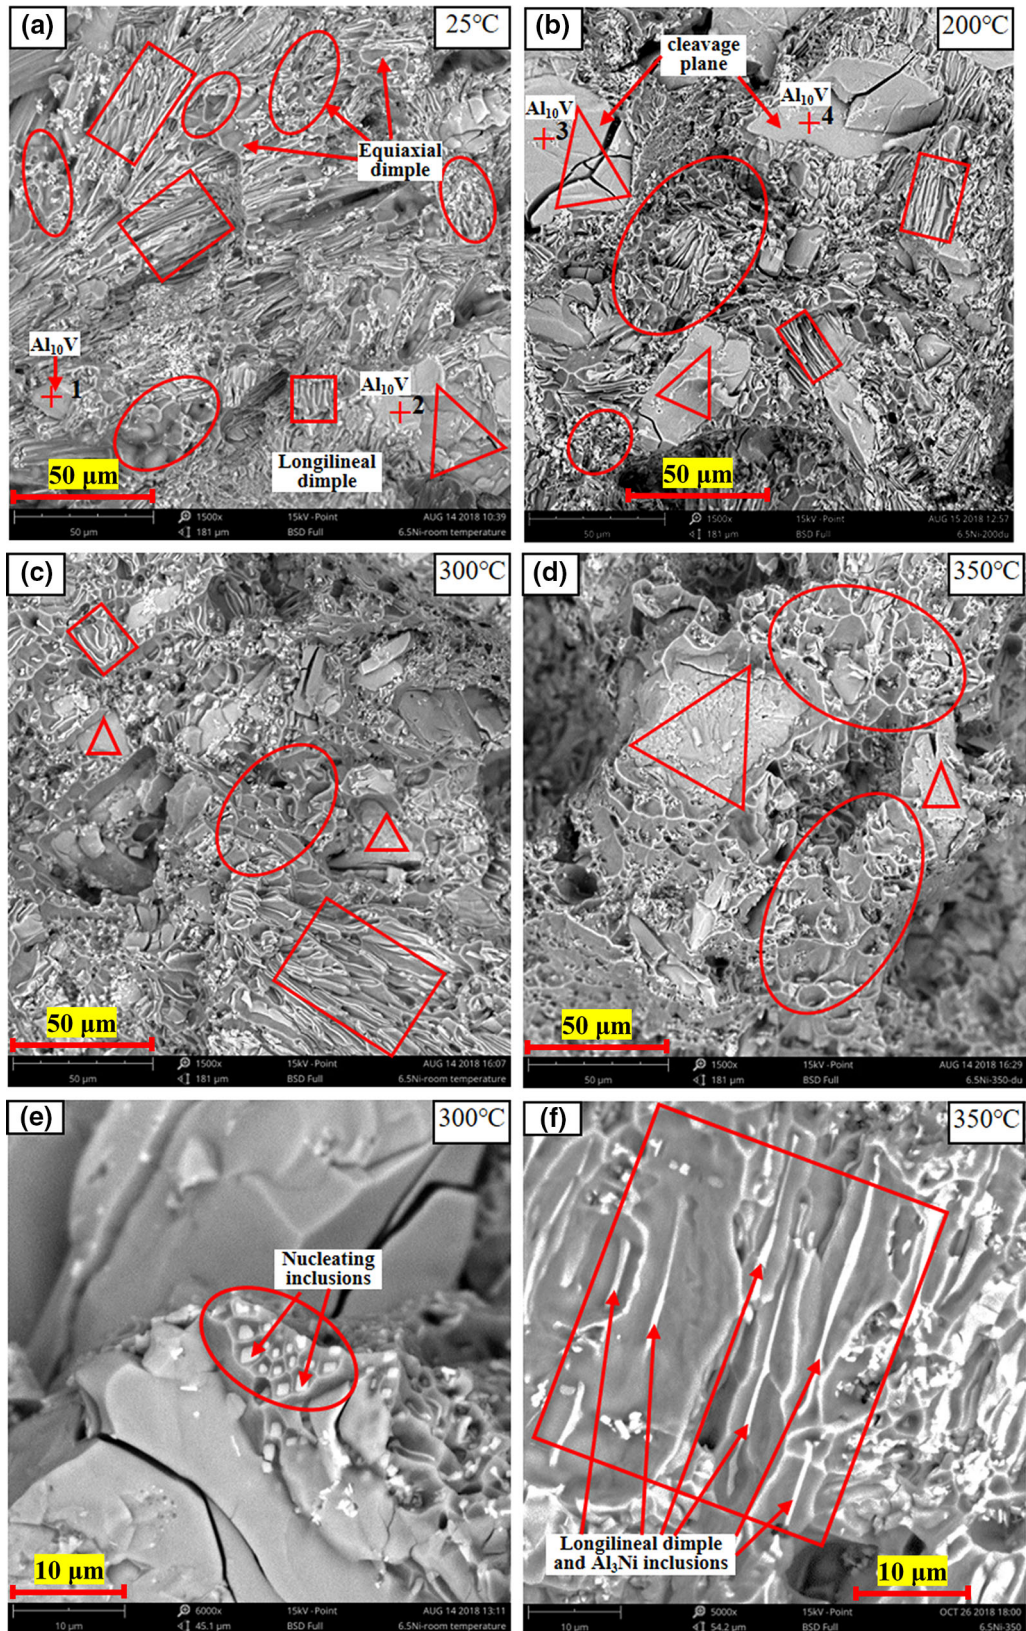 (a)
25℃
Equiaxial
dimple
Al₁₀V
1
Al₁₀V
2
Longilineal
dimple
50 μm
50 μm
1500x
181 μm
15kV - Point
BSD Full
AUG 14 2018 10:39
6.5Ni-room temperature
(b)
200℃
cleavage
plane
Al₁₀V
3
Al₁₀V
4
50 μm
50 μm
1500x
181 μm
15kV - Point
BSD Full
AUG 15 2018 12:57
6.5Ni-200du
(c)
300℃
50 μm
50 μm
1500x
181 μm
15kV - Point
BSD Full
AUG 14 2018 16:07
6.5Ni-room temperature
(d)
350℃
50 μm
50 μm
1500x
181 μm
15kV - Point
BSD Full
AUG 14 2018 16:29
6.5Ni-350-du
(e)
300℃
Nucleating
inclusions
10 μm
10 μm
6000x
45.1 μm
15kV - Point
BSD Full
AUG 14 2018 13:11
6.5Ni-room temperature
(f)
350℃
Longilineal dimple
and Al₃Ni inclusions
10 μm
10 μm
5000x
54.2 μm
15kV - Point
BSD Full
OCT 26 2018 18:00
6.5Ni-350